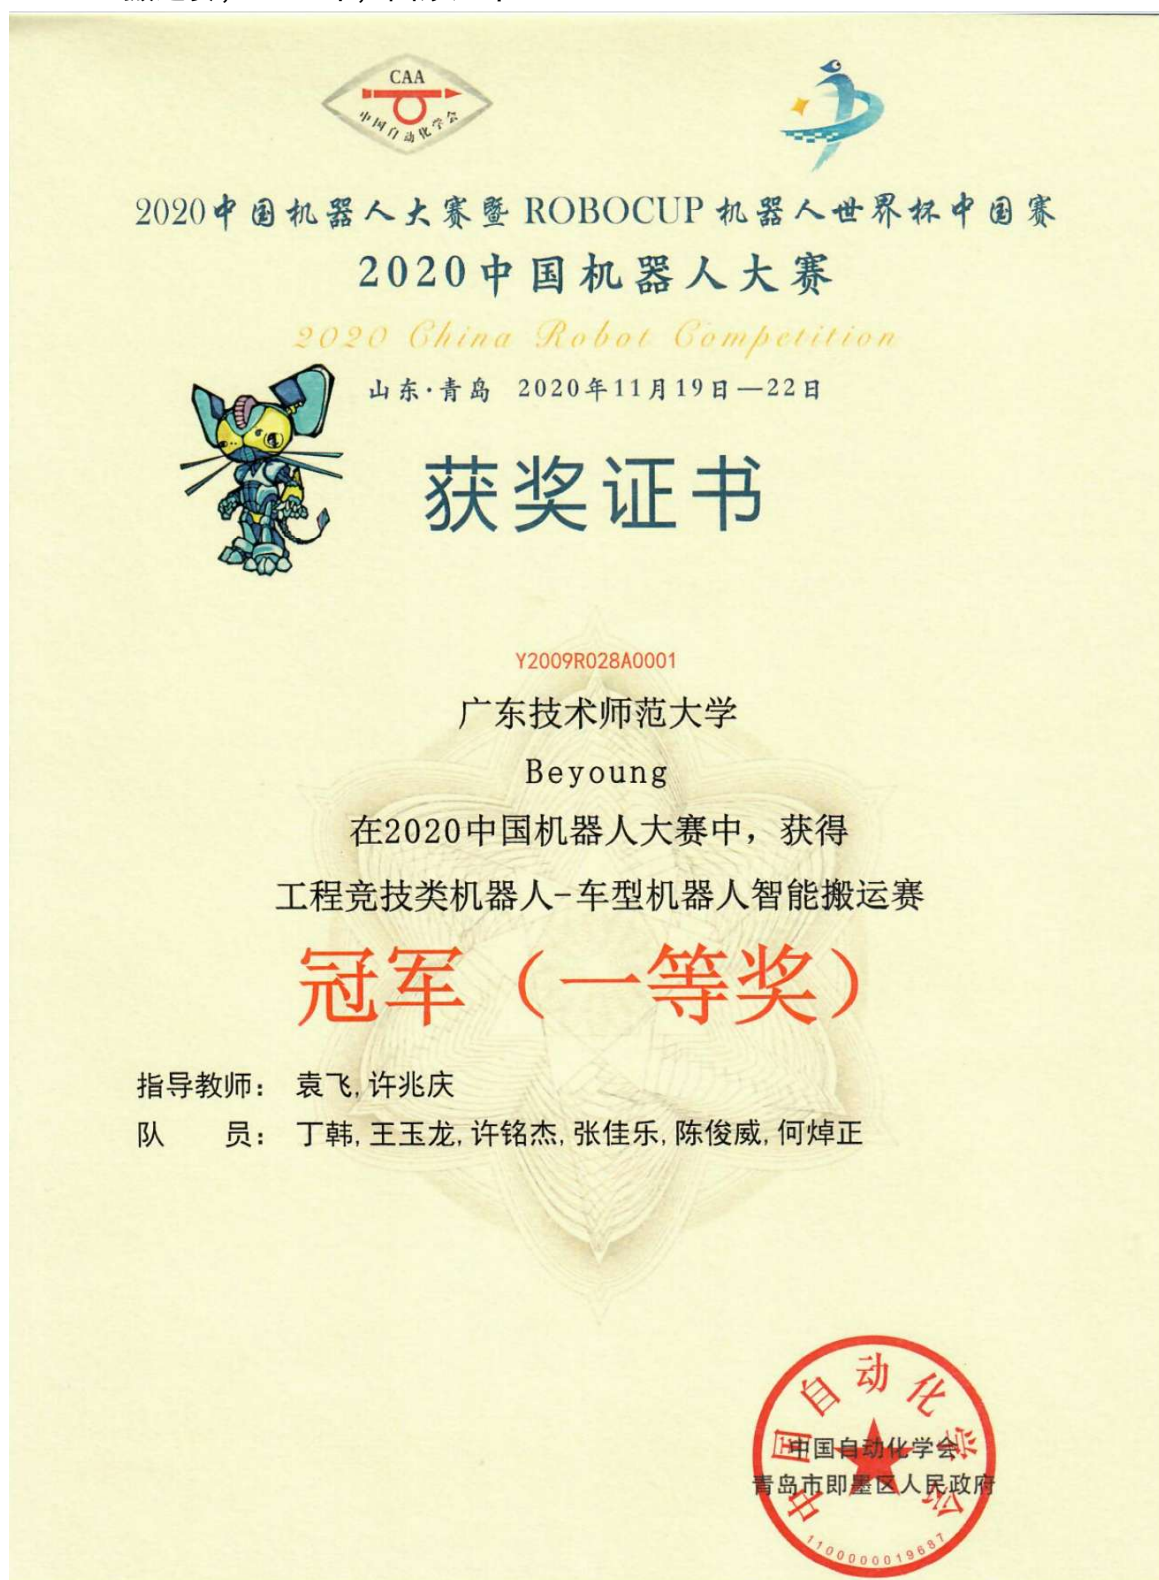 CAA
中国自动化学会
2020中国机器人大赛暨 ROBOCUP 机器人世界杯中国赛
2020中国机器人大赛
2020 China Robot Competition
山东·青岛 2020年11月19日—22日
获奖证书
Y2009R028A0001
广东技术师范大学
Beyoung
在2020中国机器人大赛中，获得
工程竞技类机器人-车型机器人智能搬运赛
冠军（一等奖）
指导教师： 袁飞,许兆庆
队 员： 丁韩,王玉龙,许铭杰,张佳乐,陈俊威,何焯正
中国自动化学会
中国自动化学会
青岛市即墨区人民政府
1100000019687